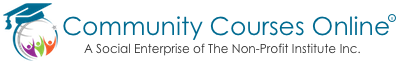 Community Courses Online®
A Social Enterprise of The Non-Profit Institute Inc.